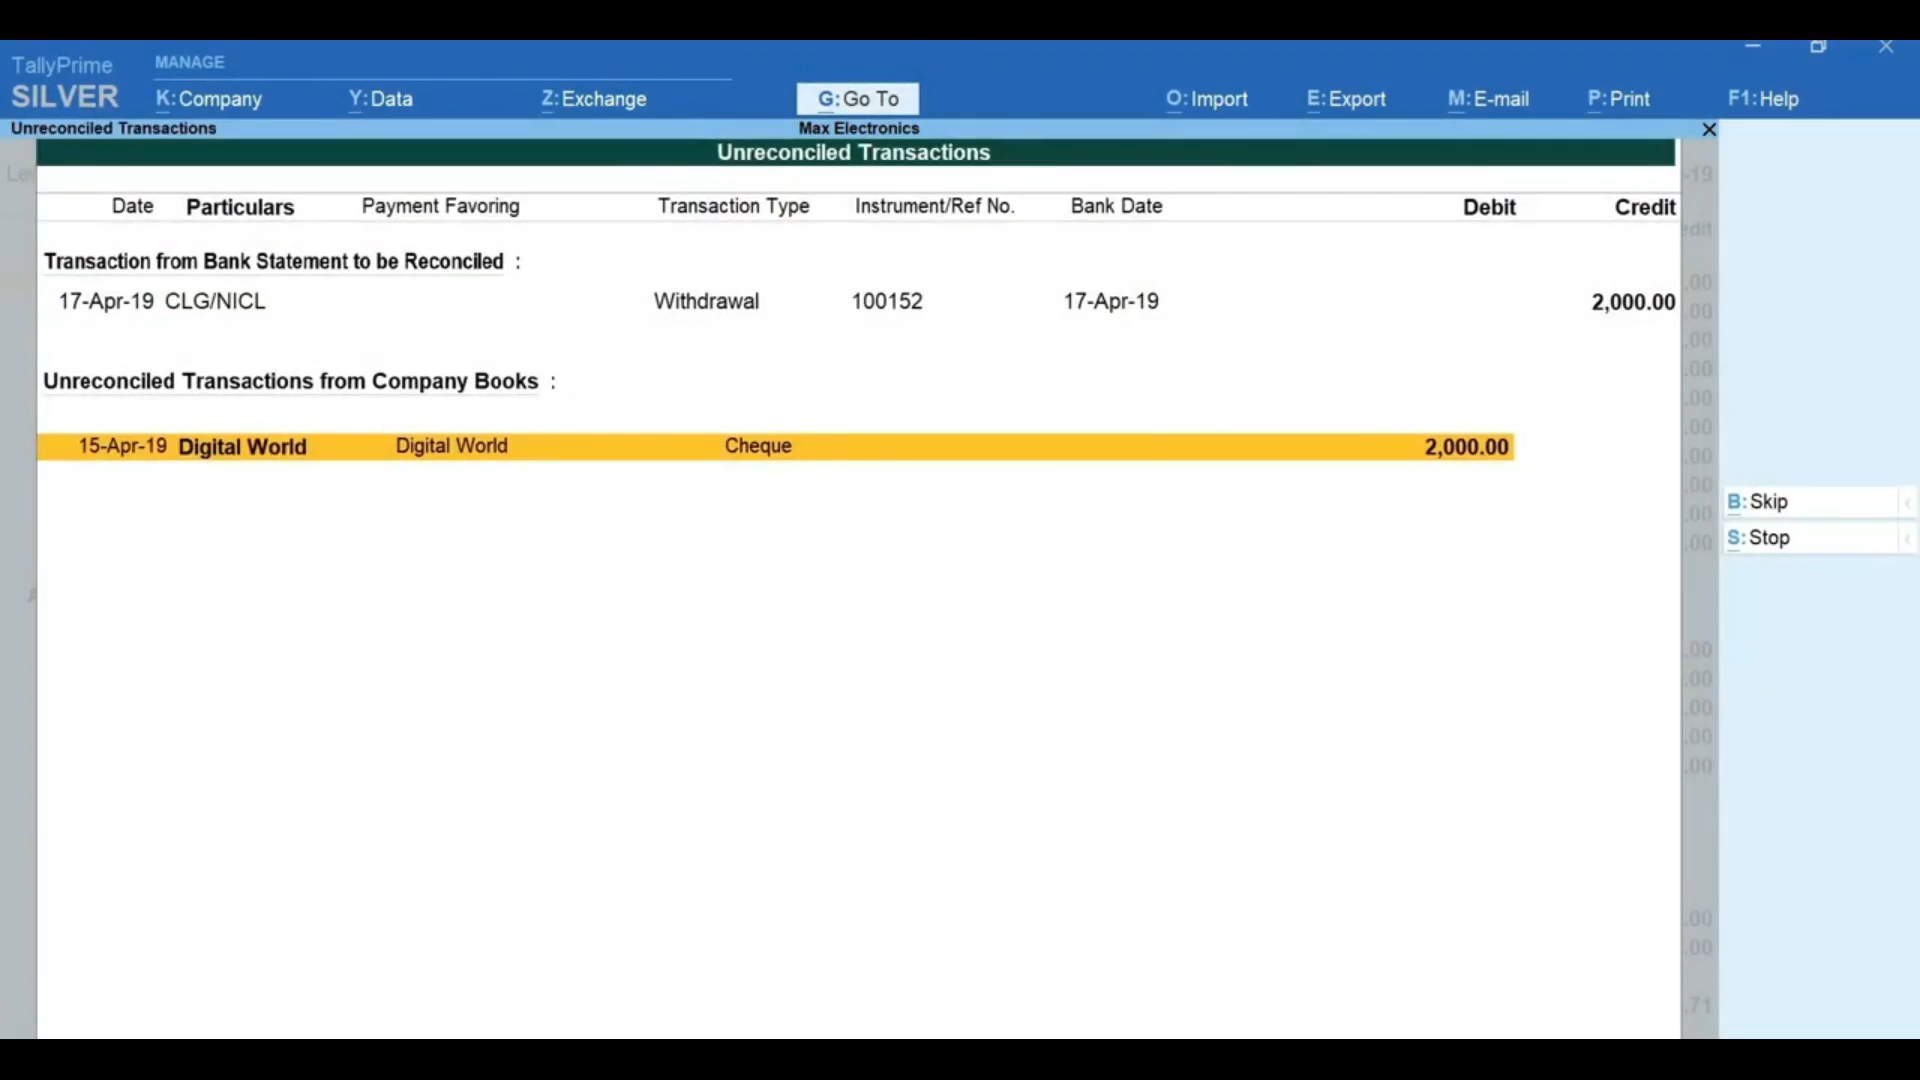 MANAGE
TallyPrime
SILVER
K: Company Y: Data Z: Exchange G: Go To O: Import E: Export M: E-mail P: Print F1: Help
Unreconciled Transactions Max Electronics
Unreconciled Transactions
Date Particulars Payment Favoring Transaction Type Instrument/Ref No. Bank Date Debit Credit
Transaction from Bank Statement to be Reconciled :
17-Apr-19 CLG/NICL Withdrawal 100152 17-Apr-19 2,000.00
Unreconciled Transactions from Company Books :
15-Apr-19 Digital World Digital World Cheque 2,000.00
B: Skip
S: Stop